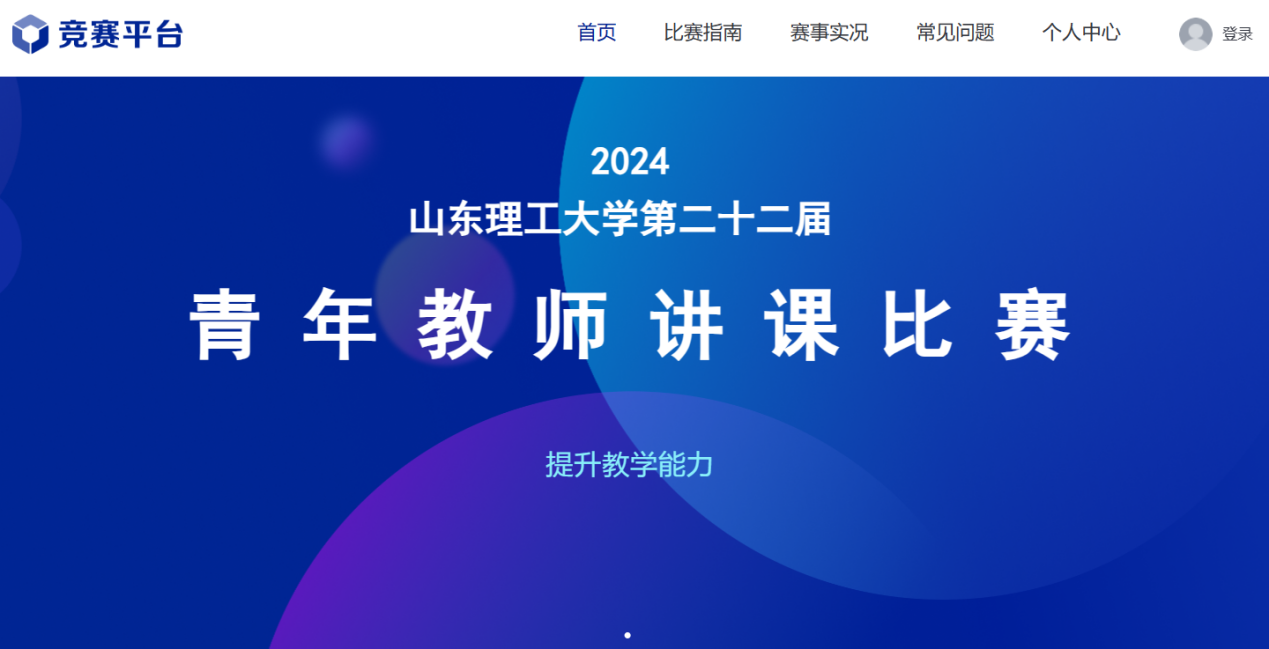 竞赛平台
首页 比赛指南 赛事实况 常见问题 个人中心 登录
2024
山东理工大学第二十二届
青年教师讲课比赛
提升教学能力